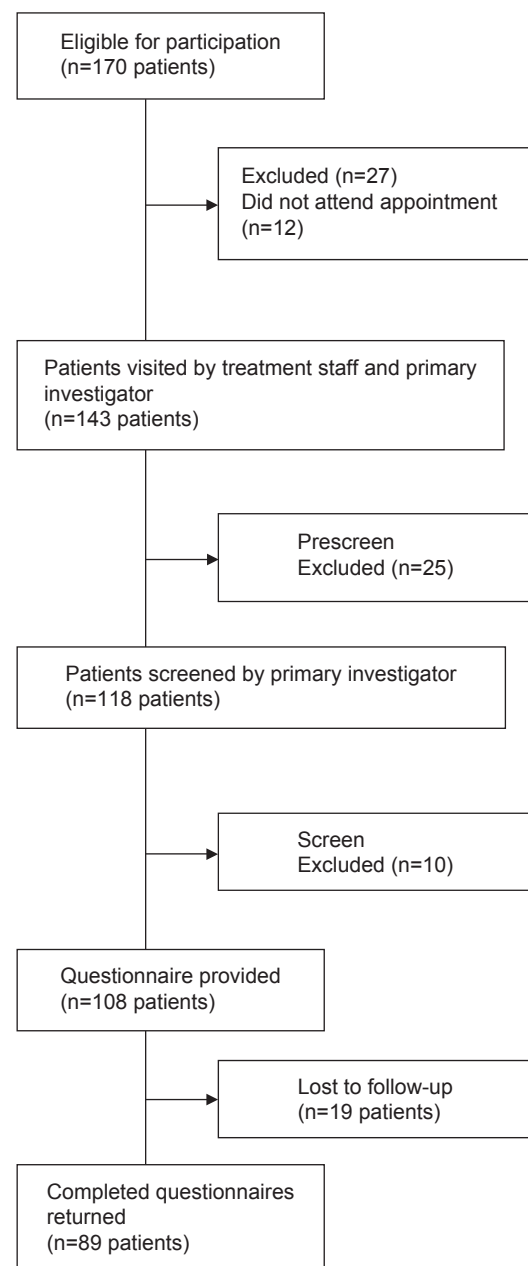 Eligible for participation
(n=170 patients)
Excluded (n=27)
Did not attend appointment
(n=12)
Patients visited by treatment staff and primary
investigator
(n=143 patients)
Prescreen
Excluded (n=25)
Patients screened by primary investigator
(n=118 patients)
Screen
Excluded (n=10)
Questionnaire provided
(n=108 patients)
Lost to follow-up
(n=19 patients)
Completed questionnaires
returned
(n=89 patients)